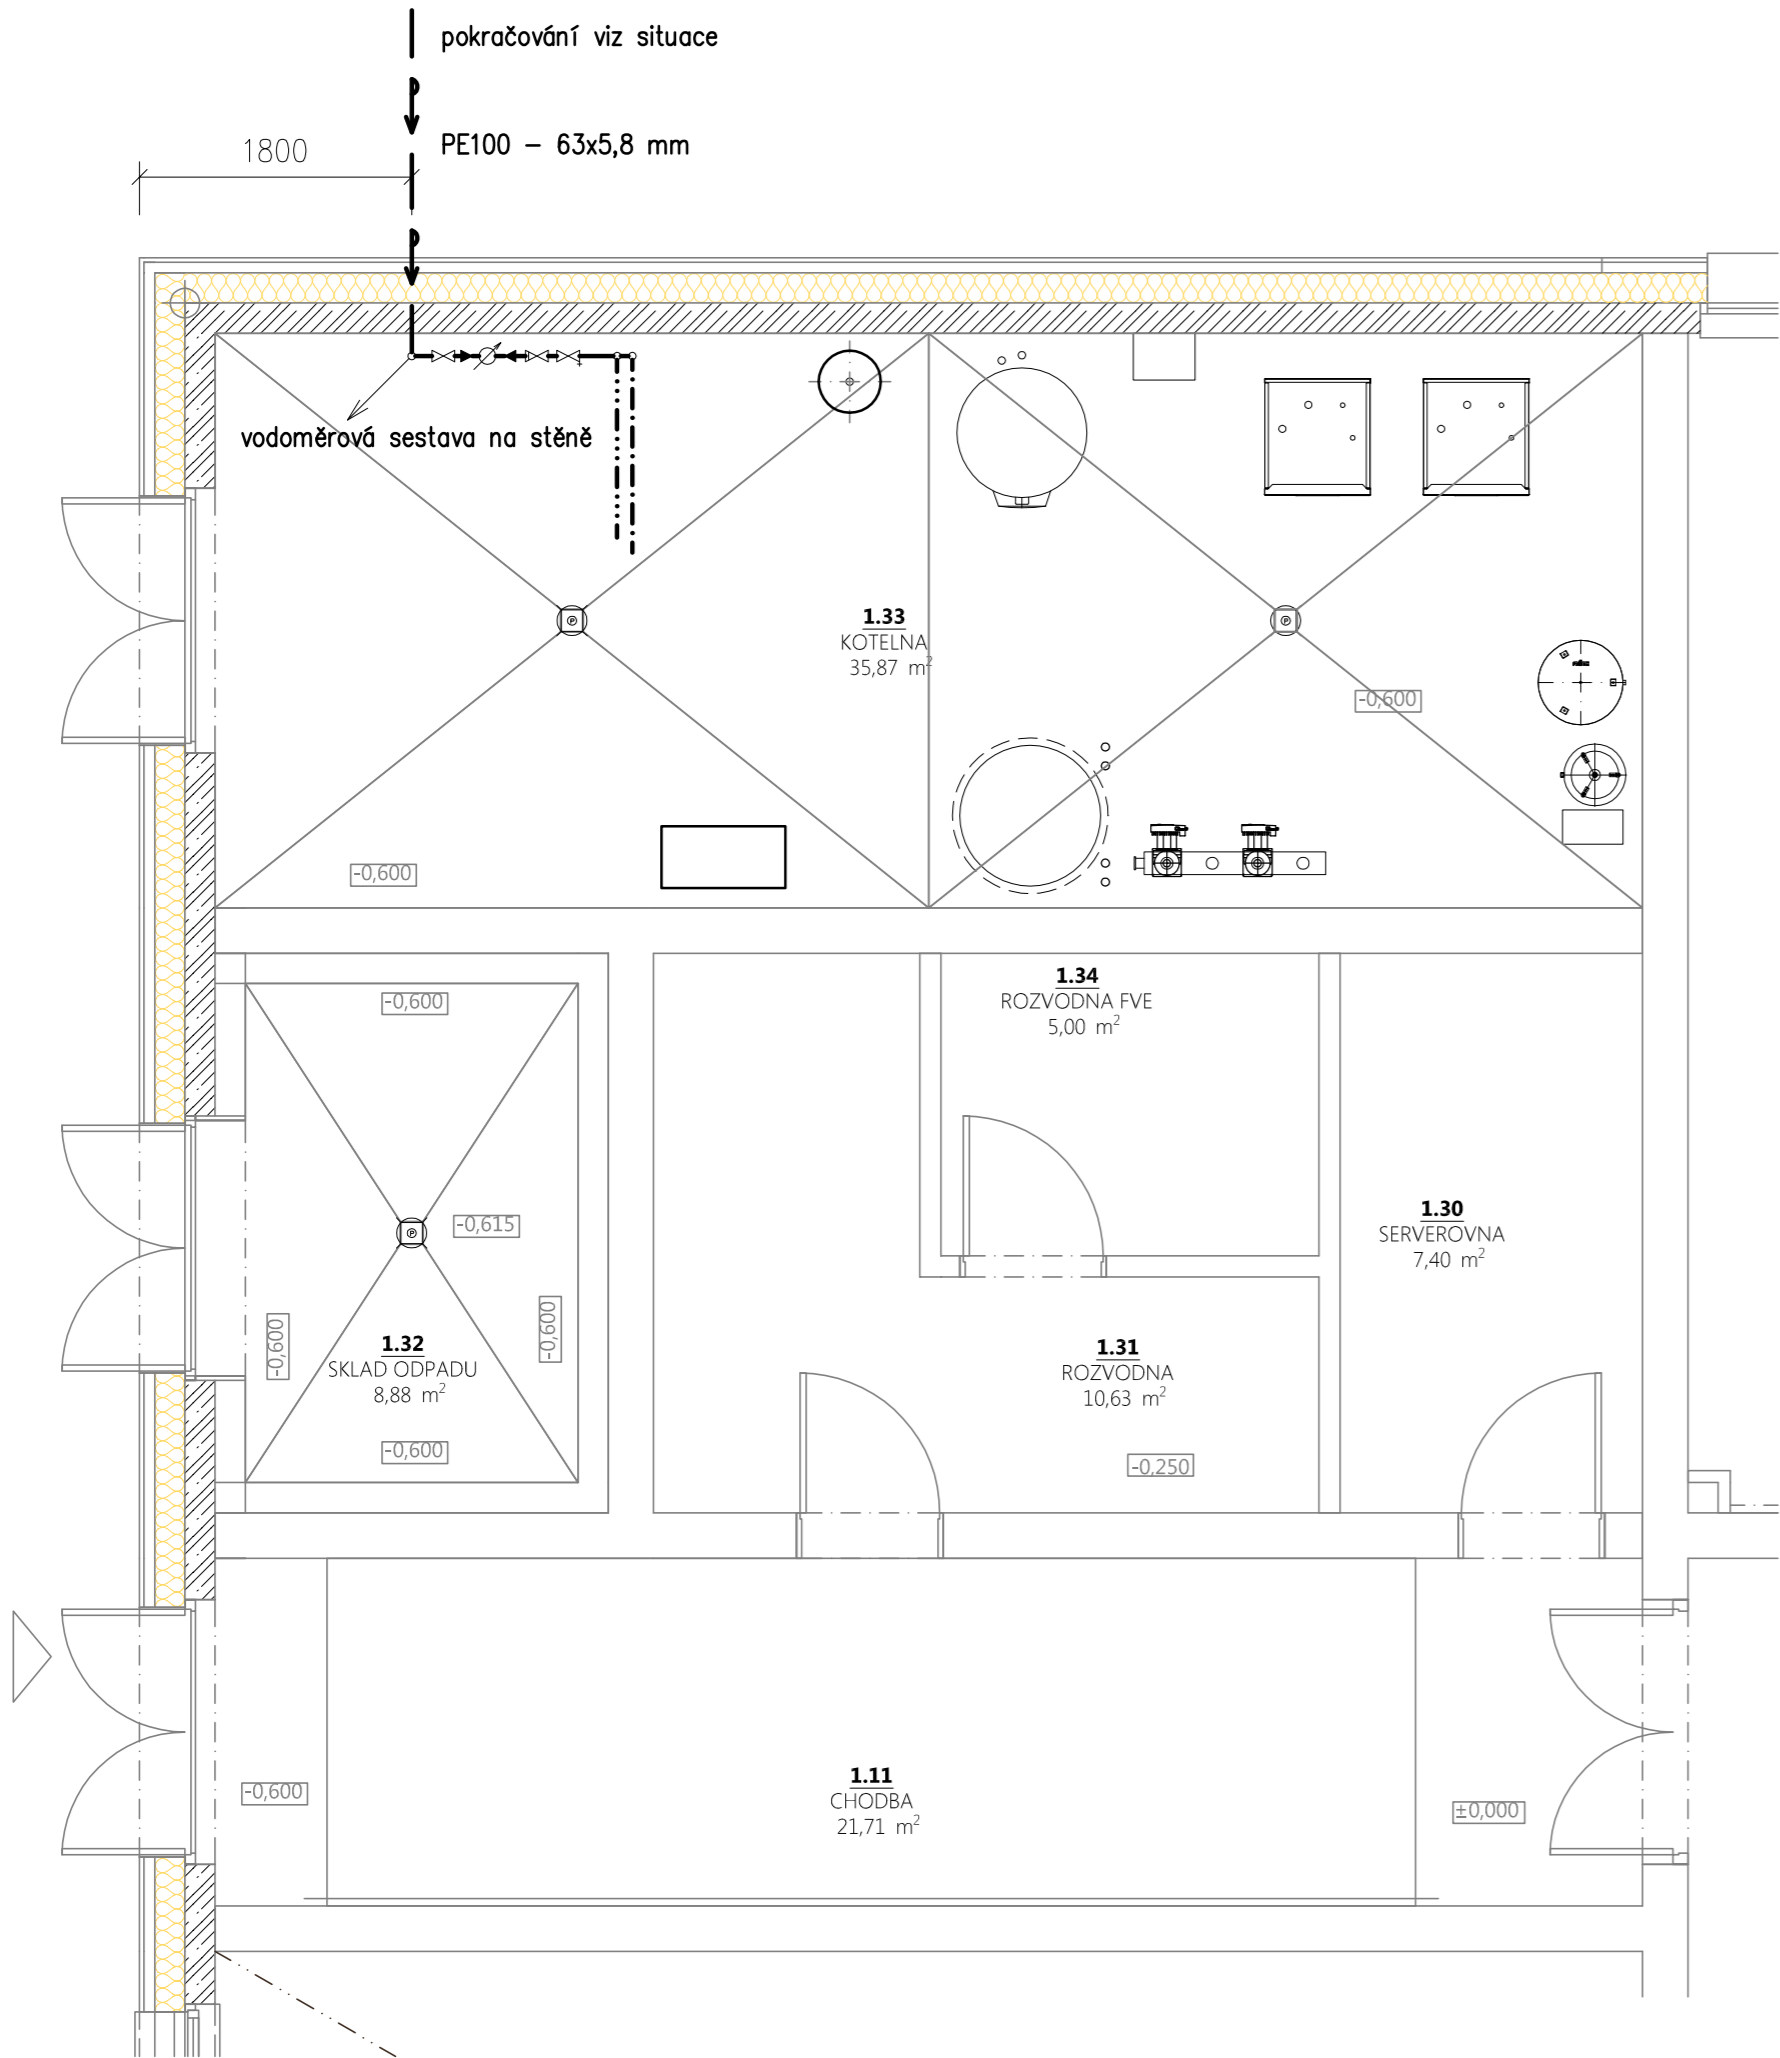 pokračování viz situace
PE100 – 63x5,8 mm
1800
vodoměrová sestava na stěně
1.33
KOTELNA
35,87 m²
-0,600
-0,600
1.34
ROZVODNA FVE
5,00 m²
-0,600
-0,615
1.30
SERVEROVNA
7,40 m²
-0,600
-0,600
1.32
SKLAD ODPADU
8,88 m²
1.31
ROZVODNA
10,63 m²
-0,600
-0,250
1.11
CHODBA
21,71 m²
-0,600
±0,000